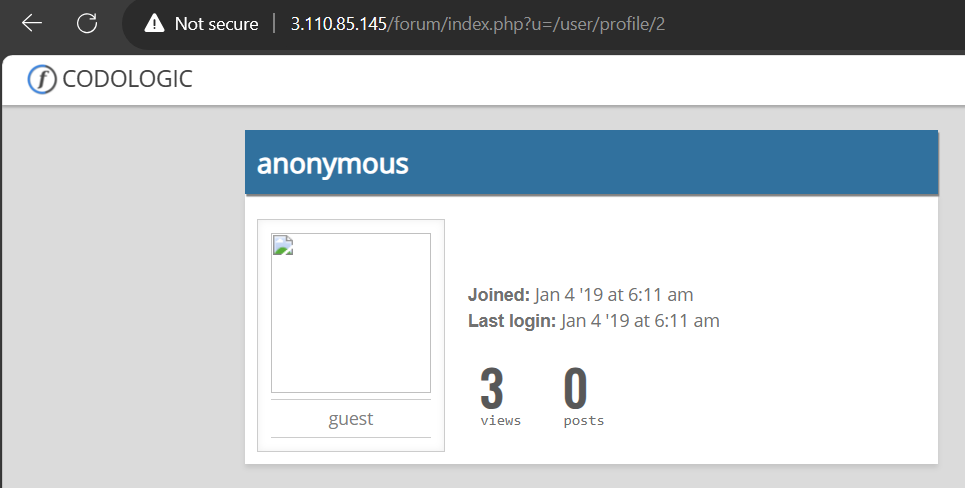 Not secure 3.110.85.145/forum/index.php?u=/user/profile/2
f CODOLOGIC
anonymous
Joined: Jan 4 '19 at 6:11 am
Last login: Jan 4 '19 at 6:11 am
3 0
views posts
guest